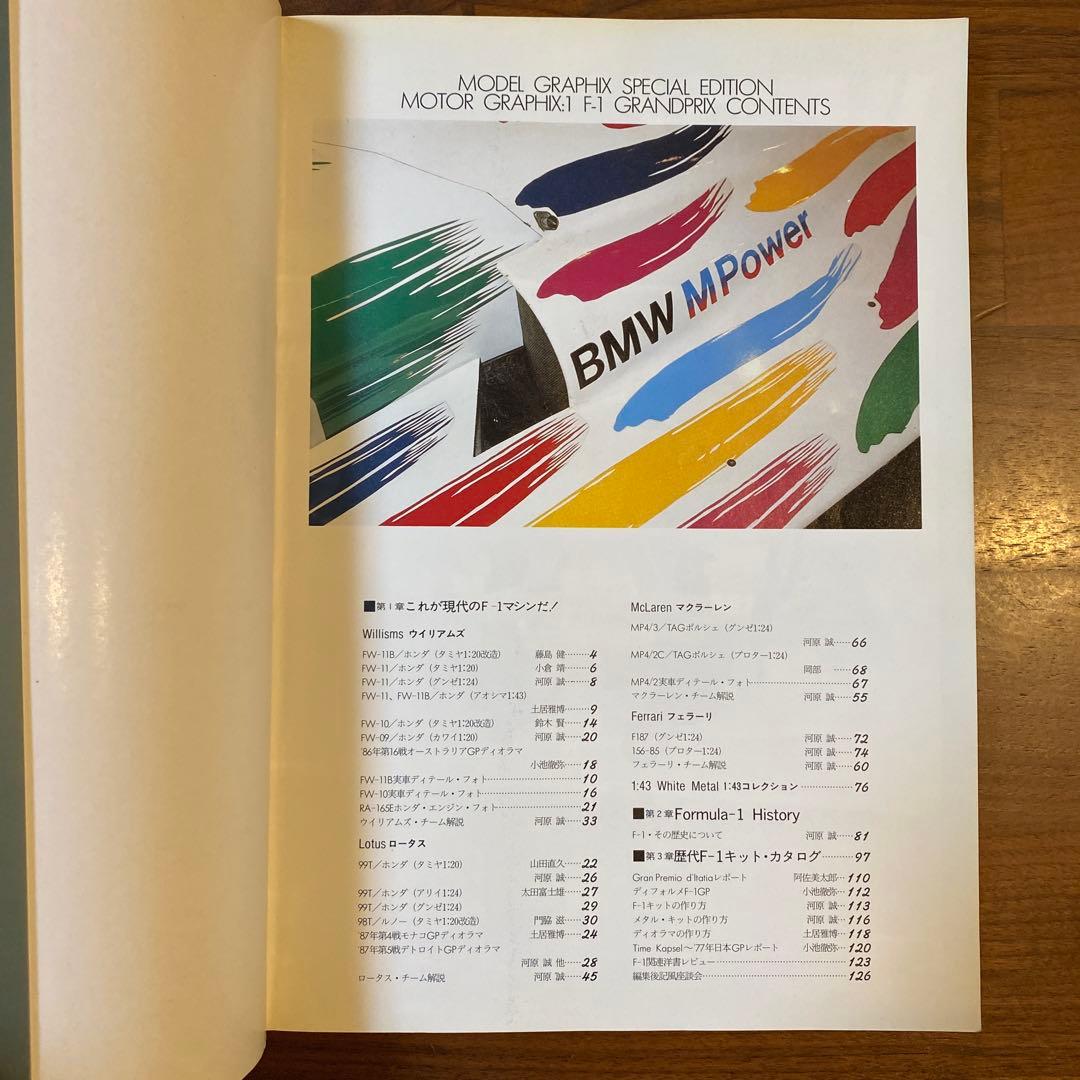 MODEL GRAPHIX SPECIAL EDITION
MOTOR GRAPHIX:1 F-1 GRANDPRIX CONTENTS
BMW M Power
■第1章これが現代のF-1マシンだ!
Willisms ウイリアムズ
FW-11B/ホンダ(タミヤ1:20改造) 藤島 健……4
FW-11/ホンダ(タミヤ1:20) 小倉 靖……6
FW-11/ホンダ(グンゼ1:24) 河原 誠……8
FW-11、FW-11B/ホンダ(アオシマ1:43)
土居雅博……9
FW-10/ホンダ(タミヤ1:20改造) 鈴木 賢……14
FW-09/ホンダ(カワイ1:20) 河原 誠……20
'86年第16戦オーストラリアGPディオラマ
小池徹弥……18
FW-11B実車ディテール・フォト……10
FW-10実車ディテール・フォト……16
RA-165Eホンダ・エンジン・フォト……21
ウイリアムズ・チーム解説 河原 誠……33
Lotus ロータス
99T/ホンダ(タミヤ1:20) 山田直久……22
河原 誠……26
99T/ホンダ(アリイ1:24) 太田富士雄……27
99T/ホンダ(グンゼ1:24) 29
98T/ルノー(タミヤ1:20改造) 門脇 滋……30
'87年第4戦モナコGPディオラマ 土居雅博……24
'87年第5戦デトロイトGPディオラマ
河原 誠 他……28
ロータス・チーム解説 河原 誠……45
McLaren マクラーレン
MP4/3/TAGポルシェ(グンゼ1:24)
河原 誠……66
MP4/2C/TAGポルシェ(プロター1:24)
岡部 ……68
MP4/2実車ディテール・フォト……67
マクラーレン・チーム解説 河原 誠……55
Ferrari フェラーリ
F187(グンゼ1:24) 河原 誠……72
156-85(プロター1:24) 河原 誠……74
フェラーリ・チーム解説 河原 誠……60
1:43 White Metal 1:43コレクション……76
■第2章Formula-1 History
F-1・その歴史について 河原 誠……81
■第3章歴代F-1キット・カタログ……97
Gran Premio d'Itatiaレポート 阿佐美太郎…110
ディフォルメF-1GP 小池徹弥…112
F-1キットの作り方 河原 誠…113
メタル・キットの作り方 河原 誠…116
ディオラマの作り方 土居雅博…118
Time Kapsel〜'77年日本GPレポート 小池徹弥…120
F-1関連洋書レビュー……123
編集後記風座談会……126